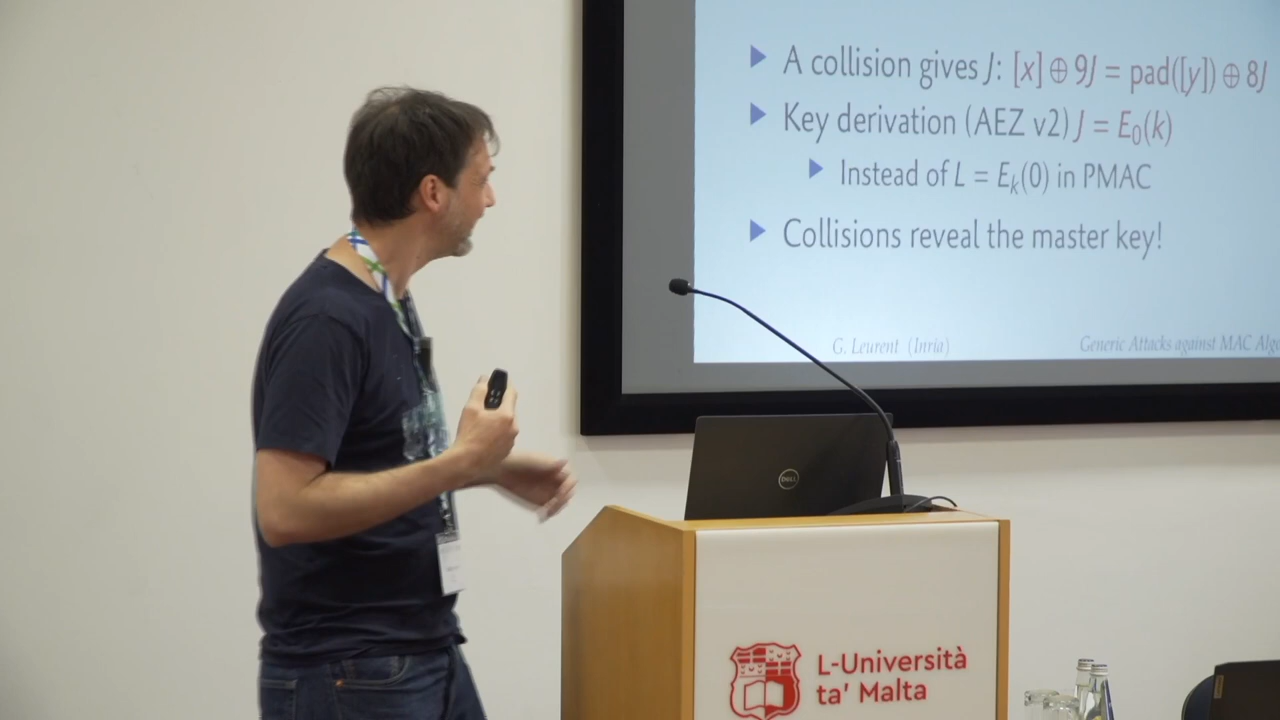 A collision gives J: [x] ⊕ 9J = pad([y]) ⊕ 8J
Key derivation (AEZ v2) J = E₀(k)
Instead of L = Eₖ(0) in PMAC
Collisions reveal the master key!
G. Leurent (Inria)
Generic Attacks against MAC Algo
DELL
L-Università
ta' Malta